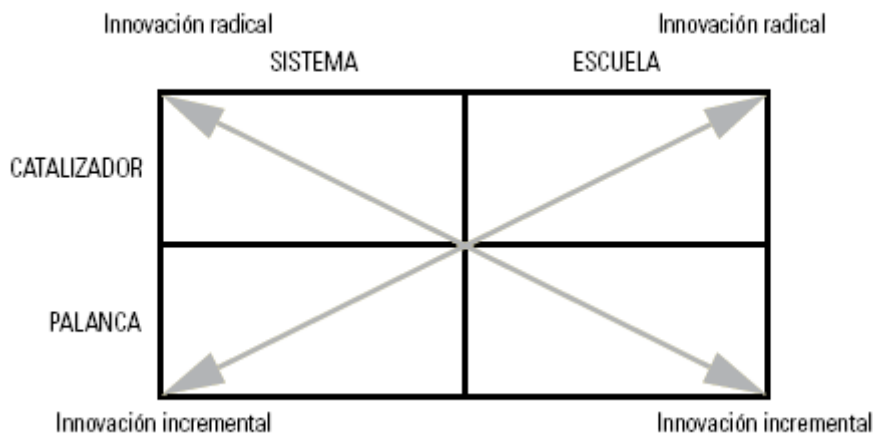 Innovación radical
Innovación radical
SISTEMA
ESCUELA
CATALIZADOR
PALANCA
Innovación incremental
Innovación incremental